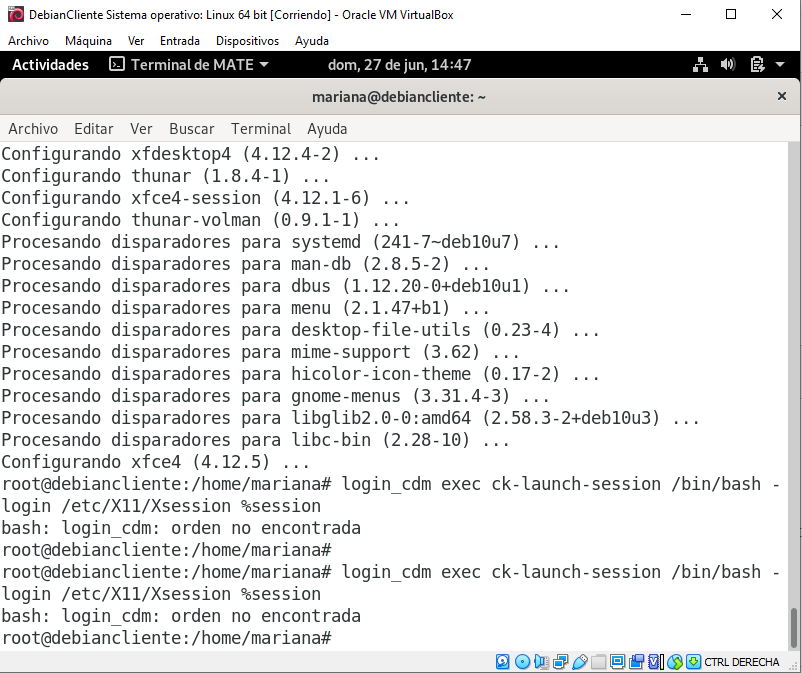 DebianCliente Sistema operativo: Linux 64 bit [Corriendo] - Oracle VM VirtualBox
Archivo Máquina Ver Entrada Dispositivos Ayuda
Actividades Terminal de MATE dom, 27 de jun, 14:47
mariana@debiancliente: ~
Archivo Editar Ver Buscar Terminal Ayuda
Configurando xfdesktop4 (4.12.4-2) ...
Configurando thunar (1.8.4-1) ...
Configurando xfce4-session (4.12.1-6) ...
Configurando thunar-volman (0.9.1-1) ...
Procesando disparadores para systemd (241-7~deb10u7) ...
Procesando disparadores para man-db (2.8.5-2) ...
Procesando disparadores para dbus (1.12.20-0+deb10u1) ...
Procesando disparadores para menu (2.1.47+b1) ...
Procesando disparadores para desktop-file-utils (0.23-4) ...
Procesando disparadores para mime-support (3.62) ...
Procesando disparadores para hicolor-icon-theme (0.17-2) ...
Procesando disparadores para gnome-menus (3.31.4-3) ...
Procesando disparadores para libglib2.0-0:amd64 (2.58.3-2+deb10u3) ...
Procesando disparadores para libc-bin (2.28-10) ...
Configurando xfce4 (4.12.5) ...
root@debiancliente:/home/mariana# login_cdm exec ck-launch-session /bin/bash -
login /etc/X11/Xsession %session
bash: login_cdm: orden no encontrada
root@debiancliente:/home/mariana#
root@debiancliente:/home/mariana# login_cdm exec ck-launch-session /bin/bash -
login /etc/X11/Xsession %session
bash: login_cdm: orden no encontrada
root@debiancliente:/home/mariana#
CTRL DERECHA